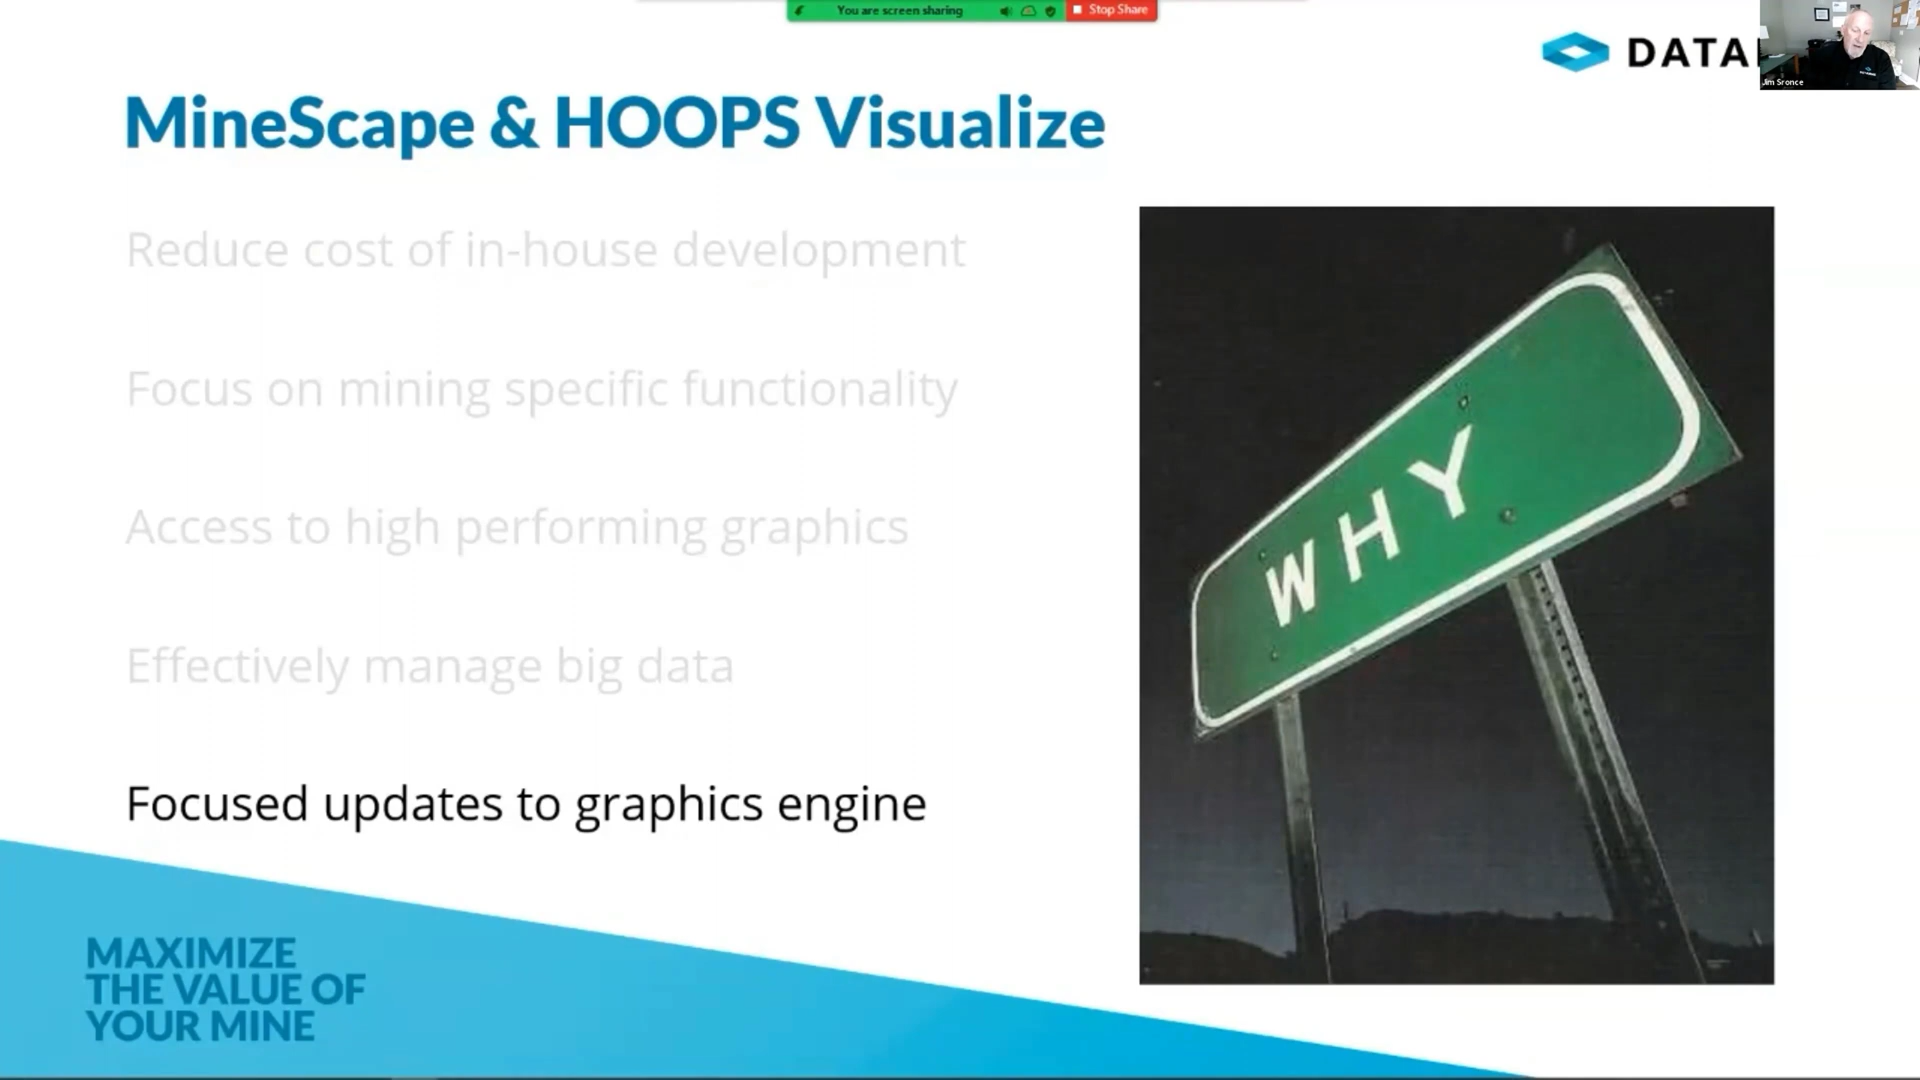 You are screen sharing
Stop Share
DATA
Jim Sronce
MineScape & HOOPS Visualize
Reduce cost of in-house development
Focus on mining specific functionality
Access to high performing graphics
Effectively manage big data
Focused updates to graphics engine
WHY
MAXIMIZE
THE VALUE OF
YOUR MINE